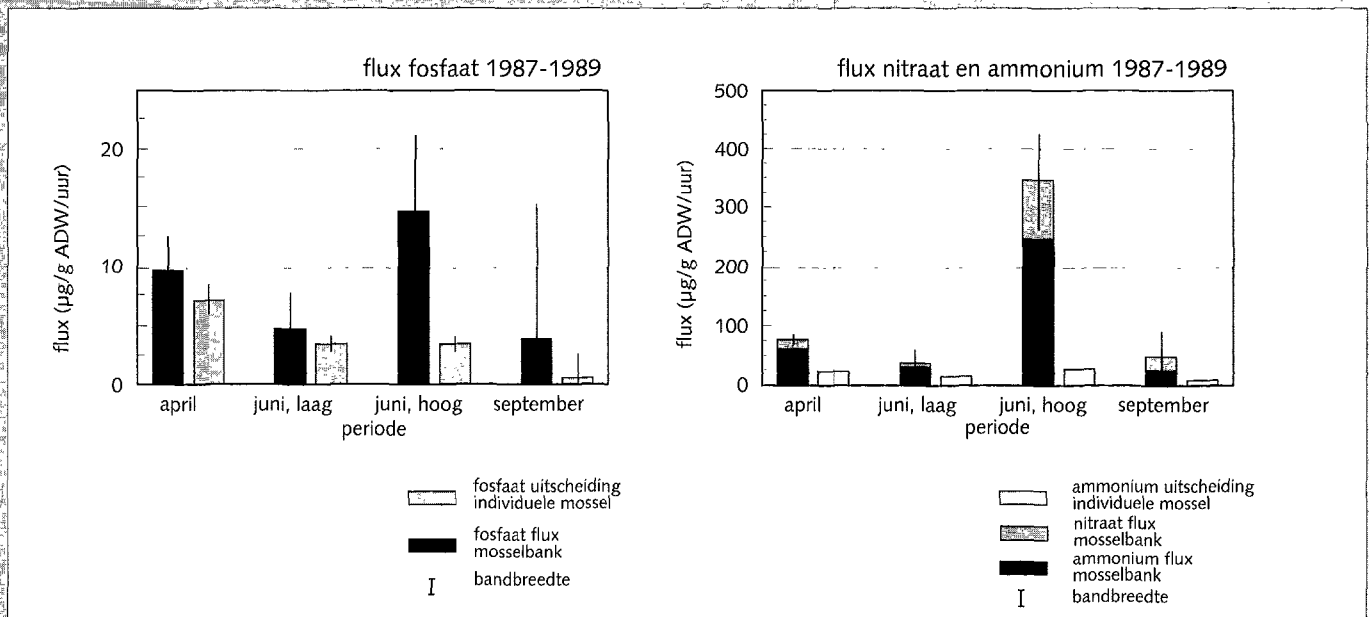 flux fosfaat 1987-1989
flux (µg/g ADW/uur)
20
10
0
april
juni, laag
juni, hoog
september
periode
fosfaat uitscheiding
individuele mossel
fosfaat flux
mosselbank
bandbreedte
flux nitraat en ammonium 1987-1989
flux (µg/g ADW/uur)
500
400
300
200
100
0
april
juni, laag
juni, hoog
september
periode
ammonium uitscheiding
individuele mossel
nitraat flux
mosselbank
ammonium flux
mosselbank
bandbreedte